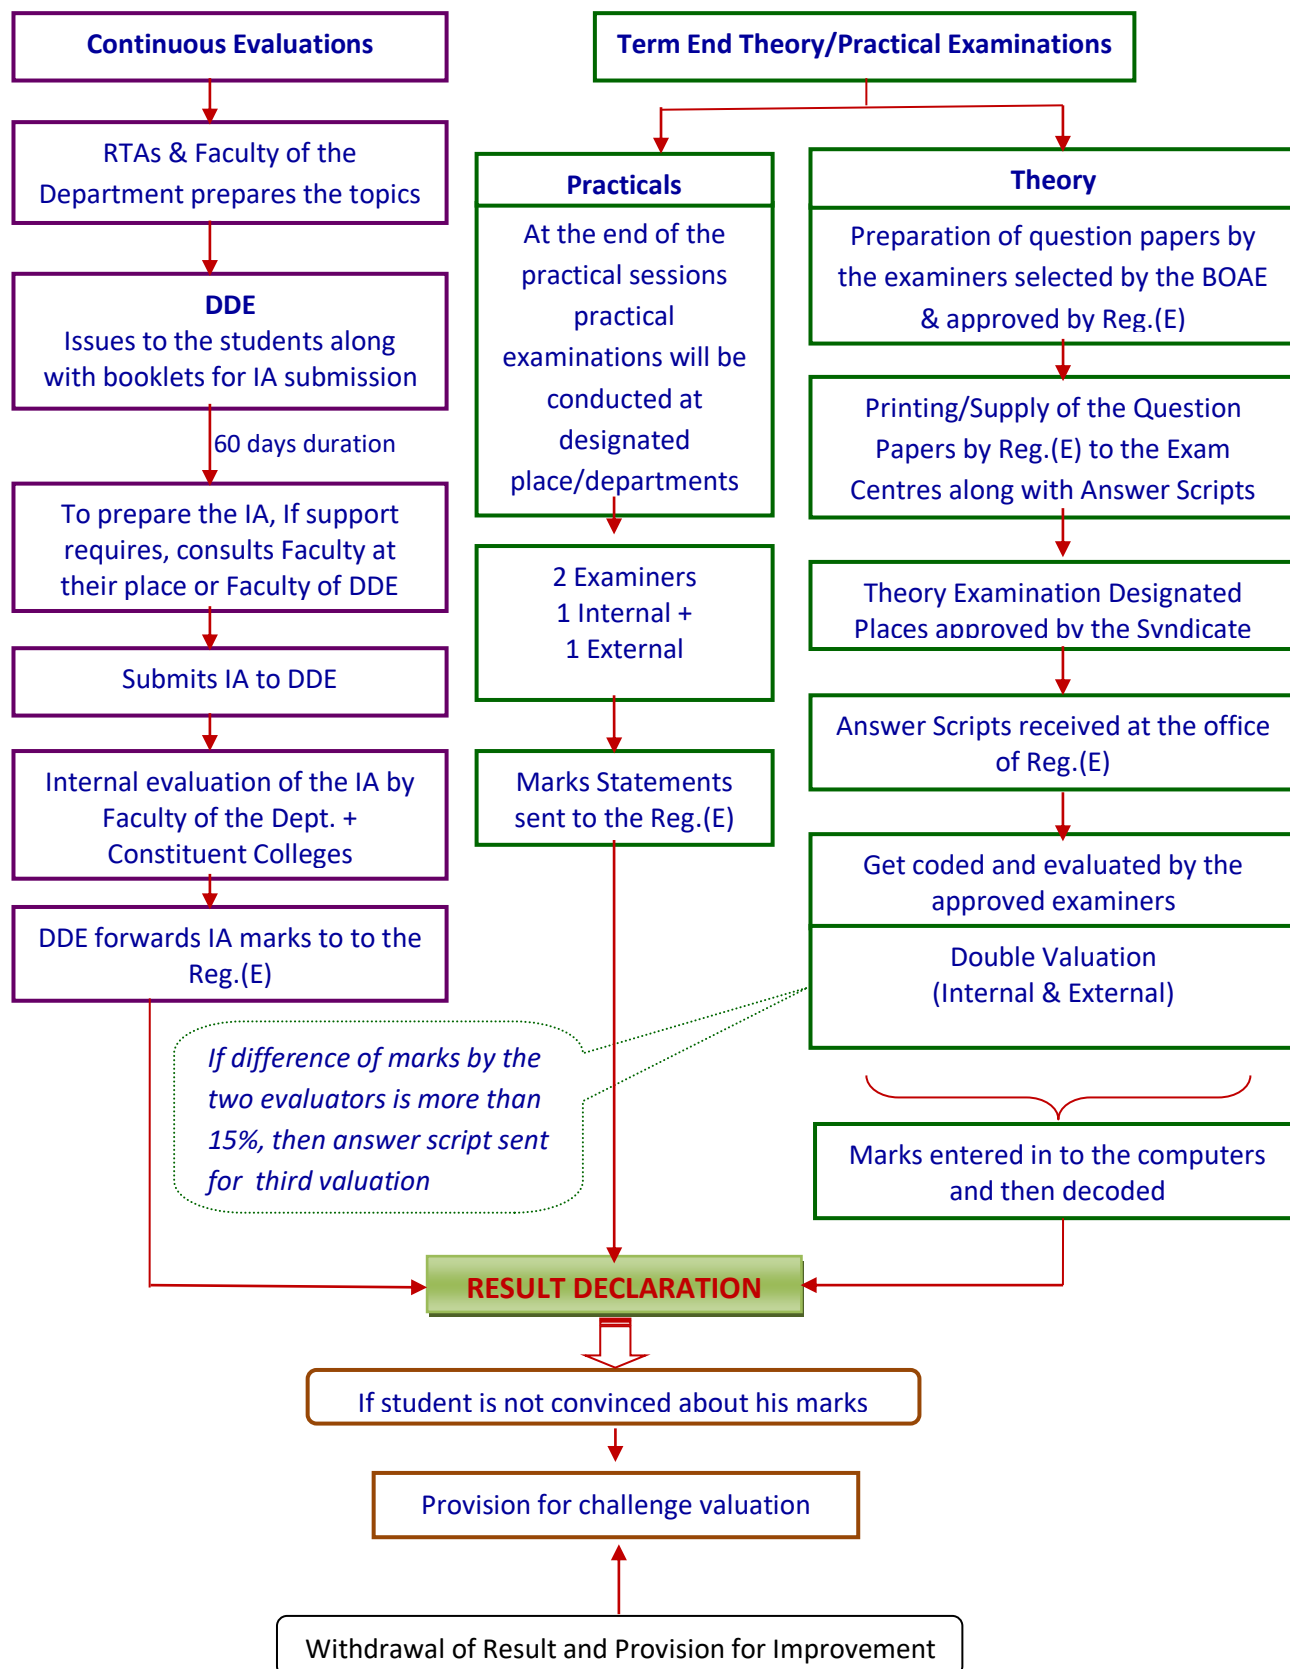 Continuous Evaluations
RTAs & Faculty of the
Department prepares the topics
DDE
Issues to the students along
with booklets for IA submission
60 days duration
To prepare the IA, If support
requires, consults Faculty at
their place or Faculty of DDE
Submits IA to DDE
Internal evaluation of the IA by
Faculty of the Dept. +
Constituent Colleges
DDE forwards IA marks to to the
Reg.(E)
Term End Theory/Practical Examinations
Practicals
At the end of the
practical sessions
practical
examinations will be
conducted at
designated
place/departments
2 Examiners
1 Internal +
1 External
Marks Statements
sent to the Reg.(E)
Theory
Preparation of question papers by
the examiners selected by the BOAE
& approved by Reg.(E)
Printing/Supply of the Question
Papers by Reg.(E) to the Exam
Centres along with Answer Scripts
Theory Examination Designated
Places approved by the Syndicate
Answer Scripts received at the office
of Reg.(E)
Get coded and evaluated by the
approved examiners
Double Valuation
(Internal & External)
If difference of marks by the
two evaluators is more than
15%, then answer script sent
for third valuation
Marks entered in to the computers
and then decoded
RESULT DECLARATION
If student is not convinced about his marks
Provision for challenge valuation
Withdrawal of Result and Provision for Improvement